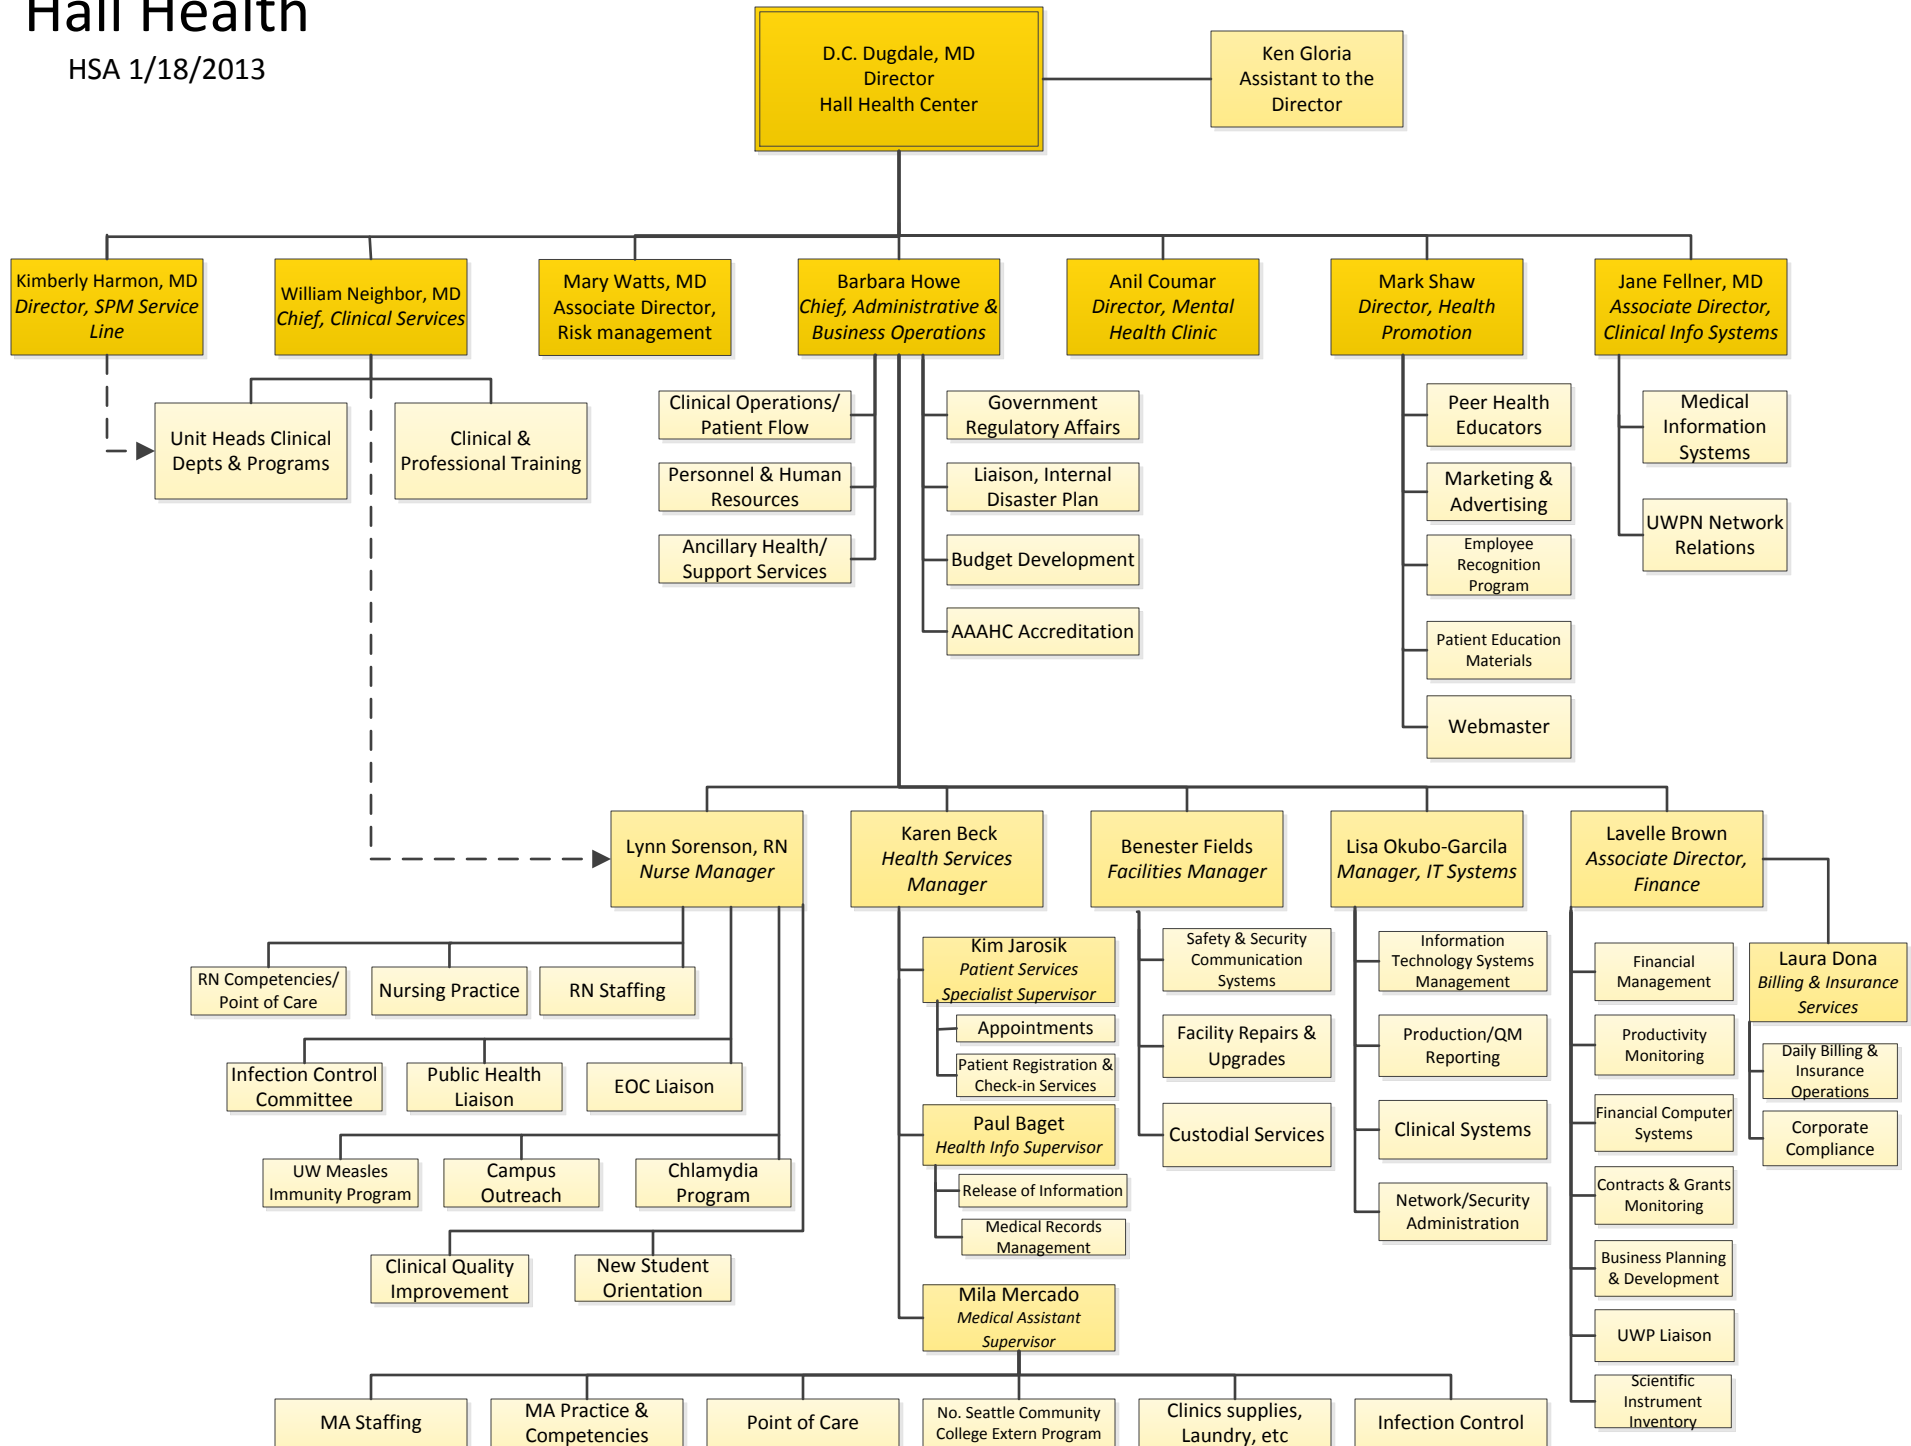 Hall Health
HSA 1/18/2013
D.C. Dugdale, MD
Director
Hall Health Center
Ken Gloria
Assistant to the
Director
Kimberly Harmon, MD
Director, SPM Service
Line
William Neighbor, MD
Chief, Clinical Services
Mary Watts, MD
Associate Director,
Risk management
Barbara Howe
Chief, Administrative &
Business Operations
Anil Coumar
Director, Mental
Health Clinic
Mark Shaw
Director, Health
Promotion
Jane Fellner, MD
Associate Director,
Clinical Info Systems
Unit Heads Clinical
Depts & Programs
Clinical &
Professional Training
Clinical Operations/
Patient Flow
Personnel & Human
Resources
Ancillary Health/
Support Services
Government
Regulatory Affairs
Liaison, Internal
Disaster Plan
Budget Development
AAAHC Accreditation
Peer Health
Educators
Marketing &
Advertising
Employee
Recognition
Program
Patient Education
Materials
Webmaster
Medical
Information
Systems
UWPN Network
Relations
Lynn Sorenson, RN
Nurse Manager
Karen Beck
Health Services
Manager
Benester Fields
Facilities Manager
Lisa Okubo-Garcila
Manager, IT Systems
Lavelle Brown
Associate Director,
Finance
RN Competencies/
Point of Care
Nursing Practice
RN Staffing
Infection Control
Committee
Public Health
Liaison
EOC Liaison
UW Measles
Immunity Program
Campus
Outreach
Chlamydia
Program
Clinical Quality
Improvement
New Student
Orientation
Kim Jarosik
Patient Services
Specialist Supervisor
Appointments
Patient Registration &
Check-in Services
Paul Baget
Health Info Supervisor
Release of Information
Medical Records
Management
Mila Mercado
Medical Assistant
Supervisor
Safety & Security
Communication
Systems
Facility Repairs &
Upgrades
Custodial Services
Information
Technology Systems
Management
Production/QM
Reporting
Clinical Systems
Network/Security
Administration
Financial
Management
Productivity
Monitoring
Financial Computer
Systems
Contracts & Grants
Monitoring
Business Planning
& Development
UWP Liaison
Scientific
Instrument
Inventory
Laura Dona
Billing & Insurance
Services
Daily Billing &
Insurance
Operations
Corporate
Compliance
MA Staffing
MA Practice &
Competencies
Point of Care
No. Seattle Community
College Extern Program
Clinics supplies,
Laundry, etc
Infection Control